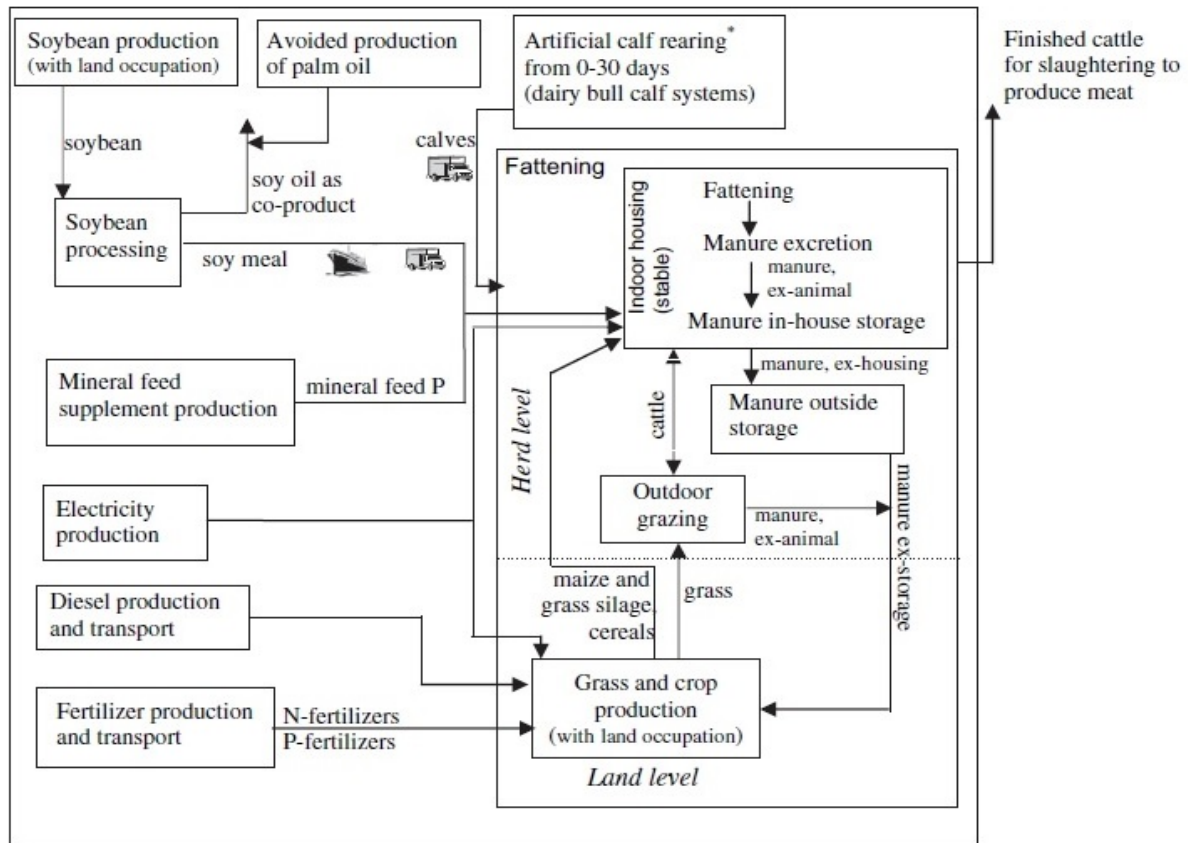 Soybean production
(with land occupation)
Avoided production
of palm oil
Artificial calf rearing*
from 0-30 days
(dairy bull calf systems)
Finished cattle
for slaughtering to
produce meat
soybean
soy oil as
co-product
calves
Fattening
Indoor housing
(stable)
Fattening
Manure excretion
manure,
ex-animal
Manure in-house storage
Soybean
processing
soy meal
manure, ex-housing
Mineral feed
supplement production
mineral feed P
Manure outside
storage
Herd level
cattle
Electricity
production
Outdoor
grazing
manure,
ex-animal
manure ex-storage
Diesel production
and transport
maize and
grass silage,
cereals
grass
Fertilizer production
and transport
N-fertilizers
P-fertilizers
Grass and crop
production
(with land occupation)
Land level